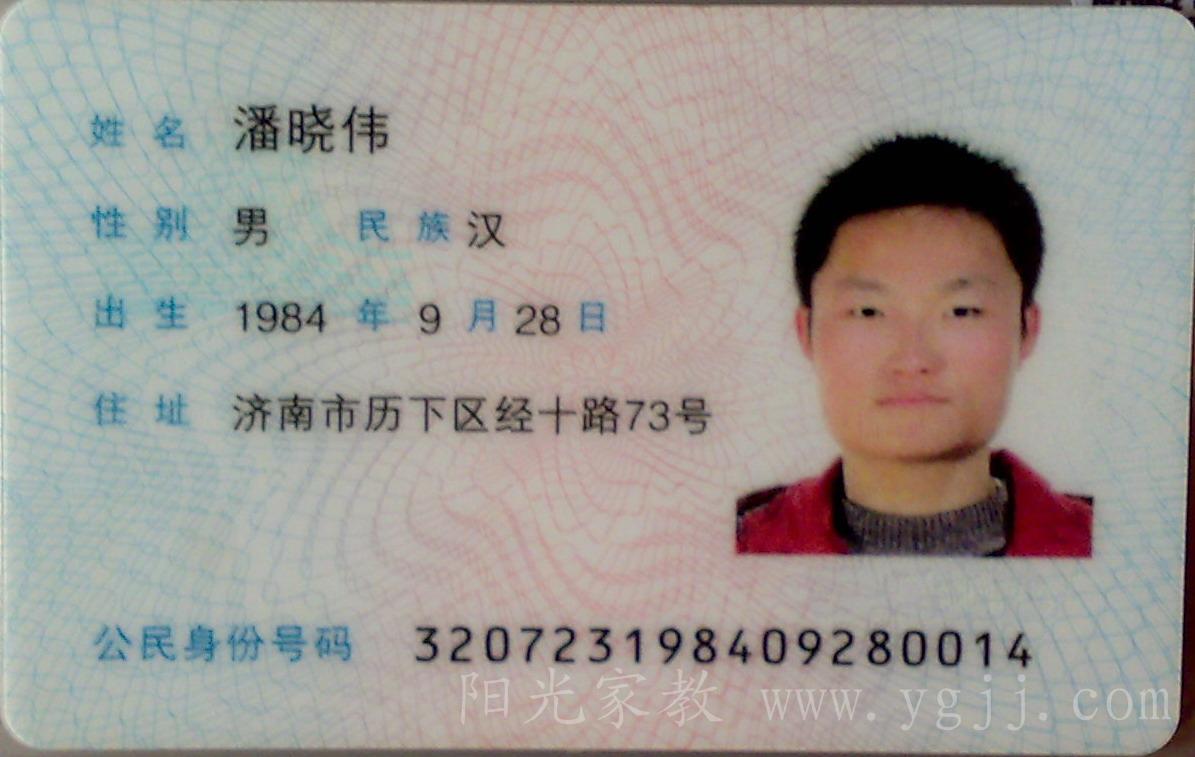 姓名 潘晓伟
性别 男 民族 汉
出生 1984 年 9 月 28 日
住址 济南市历下区经十路73号
公民身份号码 320723198409280014
阳光家教 www.ygjj.com